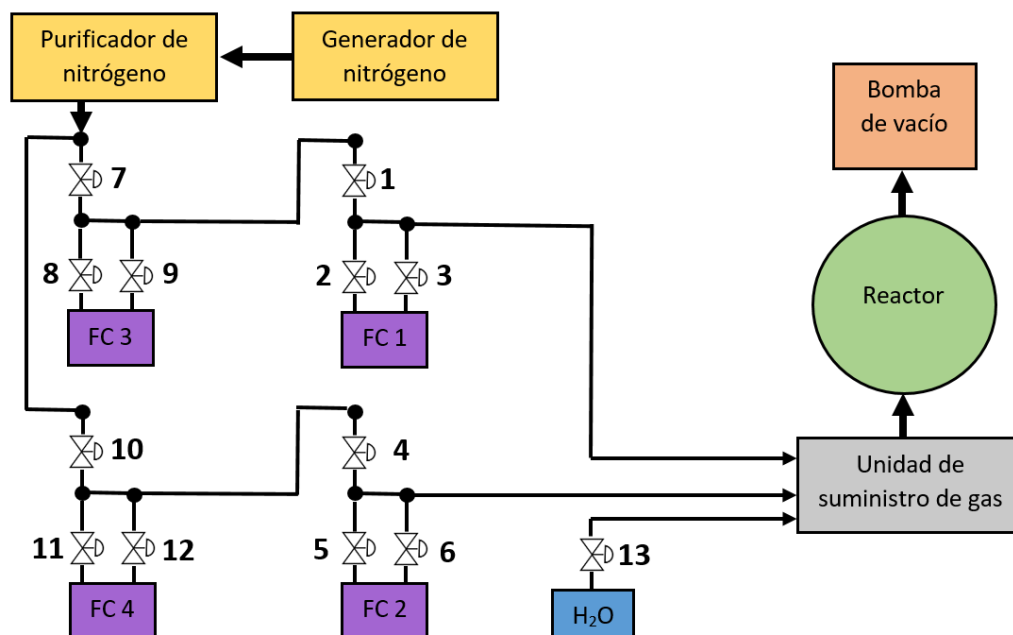 Purificador de
nitrógeno
Generador de
nitrógeno
Bomba
de vacío
7
1
8
9
2
3
FC 3
FC 1
Reactor
10
4
Unidad de
suministro de gas
11
12
5
6
13
FC 4
FC 2
H₂O